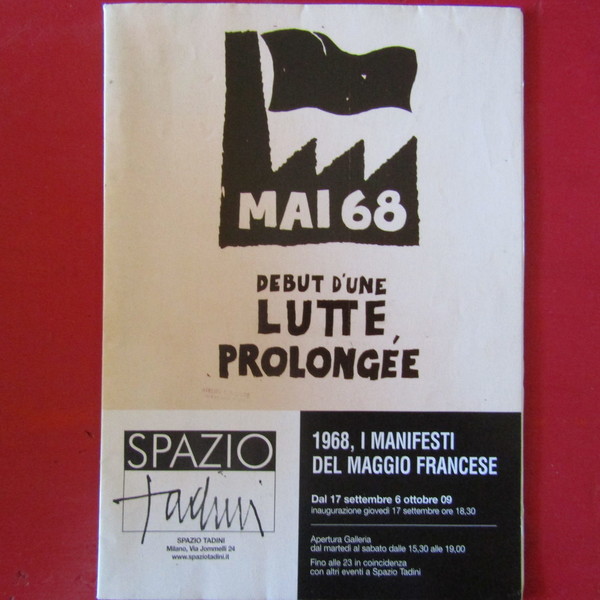 MAI 68
DEBUT D'UNE
LUTTE
PROLONGÉE
SPAZIO
tadini
SPAZIO TADINI
Milano, Via Jommelli 24
www.spaziotadini.it
1968, I MANIFESTI
DEL MAGGIO FRANCESE
Dal 17 settembre 6 ottobre 09
inaugurazione giovedì 17 settembre ore 18,30
Apertura Galleria
dal martedì al sabato dalle 15,30 alle 19,00
Fino alle 23 in coincidenza
con altri eventi a Spazio Tadini